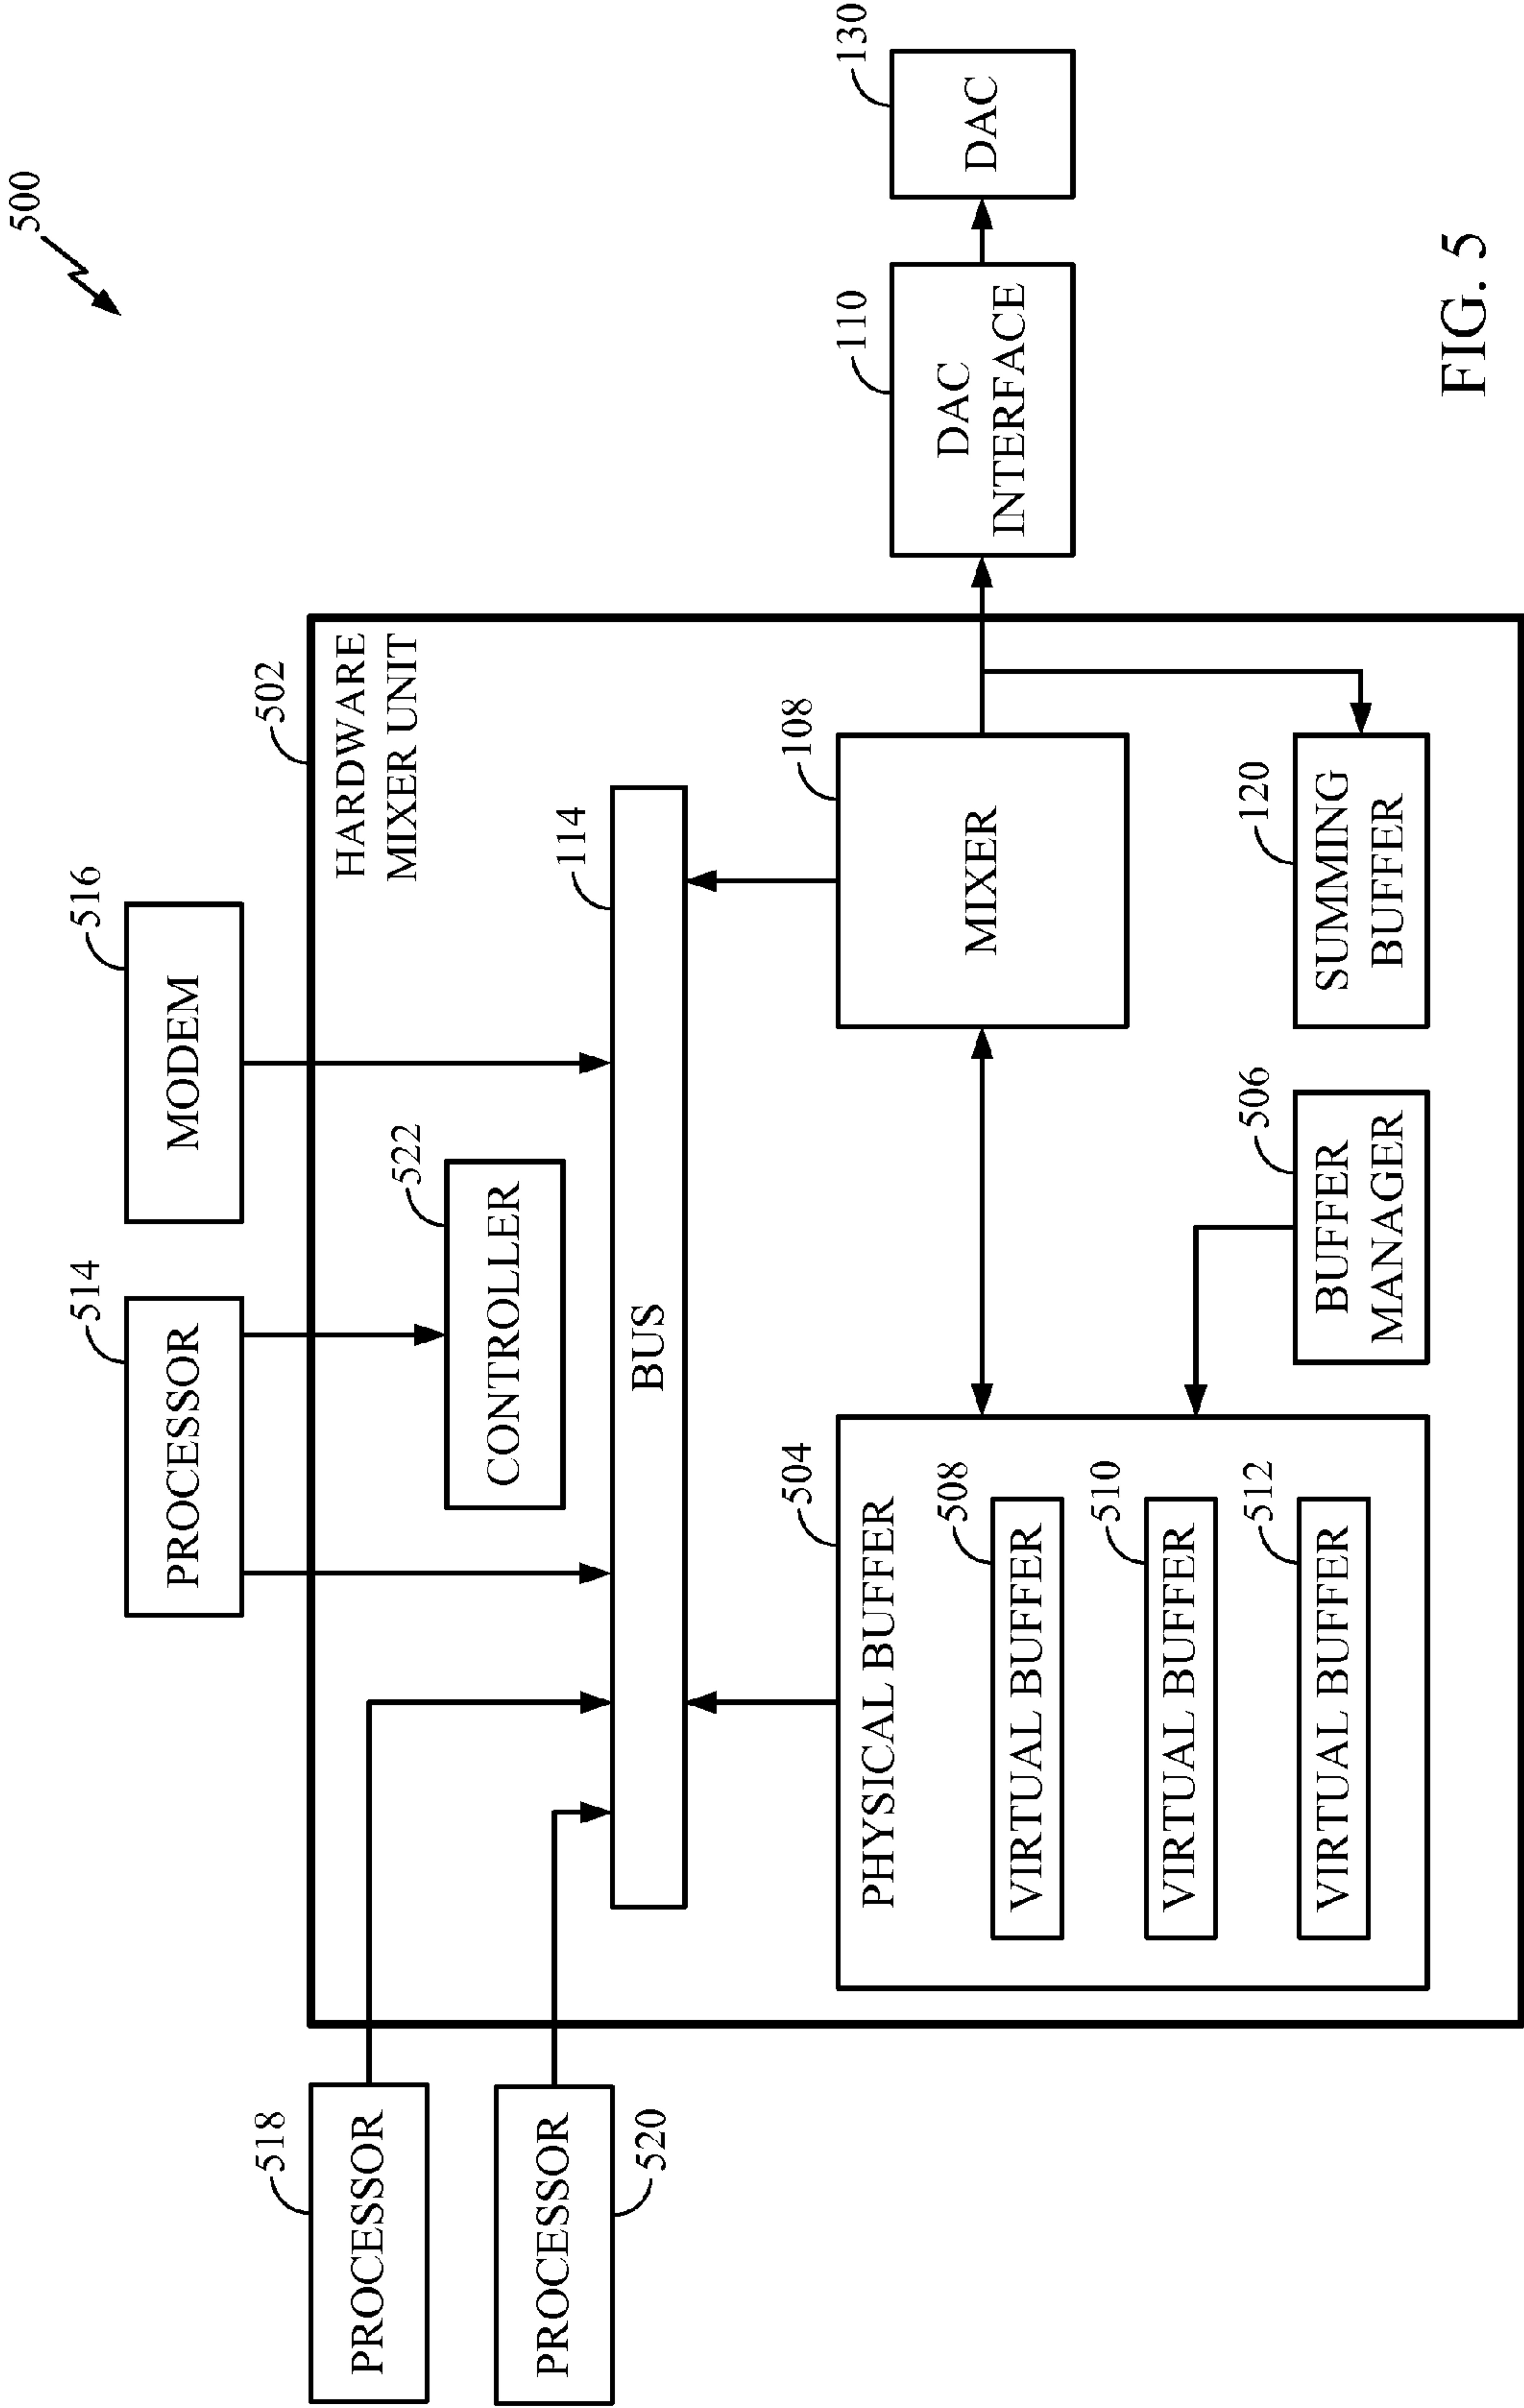 500
PROCESSOR
514
MODEM
516
PROCESSOR
518
PROCESSOR
520
502
HARDWARE
MIXER UNIT
CONTROLLER
522
BUS
114
PHYSICAL BUFFER
504
VIRTUAL BUFFER
508
VIRTUAL BUFFER
510
VIRTUAL BUFFER
512
MIXER
108
BUFFER
MANAGER
506
SUMMING
BUFFER
120
DAC
INTERFACE
110
DAC
130
FIG. 5